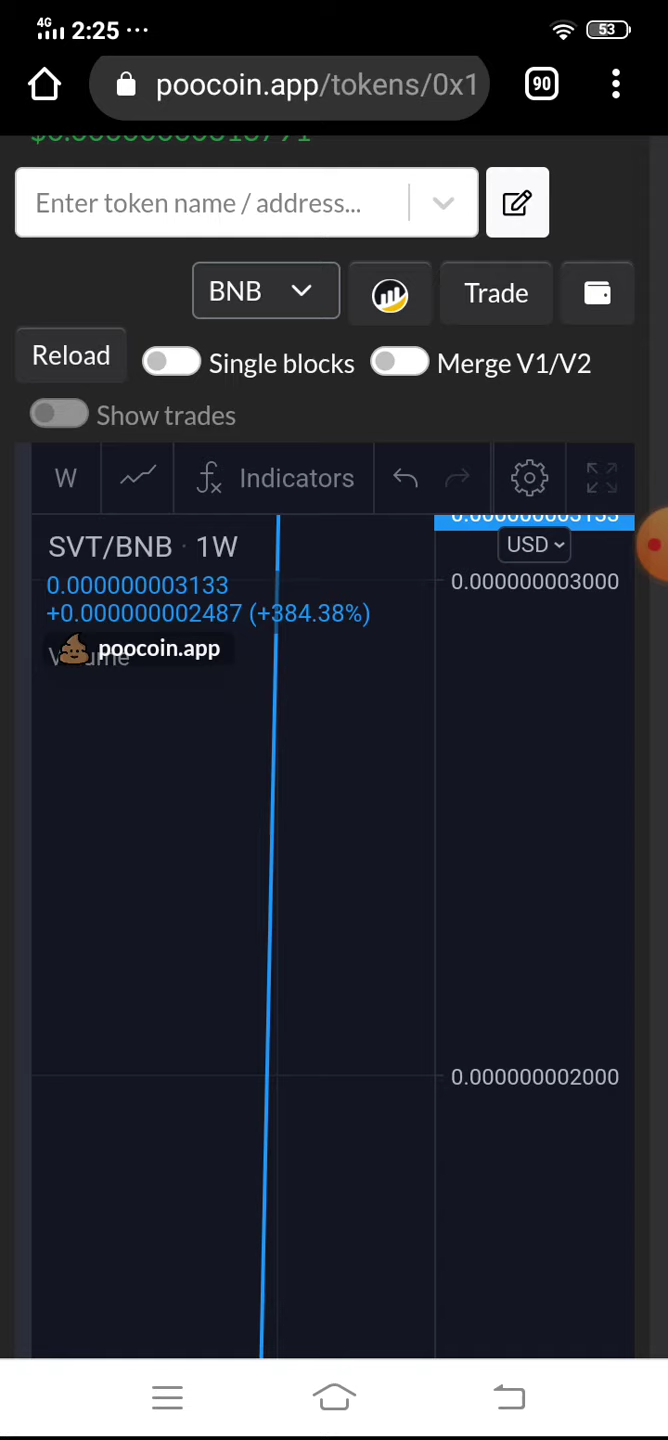 4G 2:25 ... 53
poocoin.app/tokens/0x1 90
Enter token name / address...
BNB Trade
Reload Single blocks Merge V1/V2
Show trades
W fx Indicators
SVT/BNB · 1W USD
0.000000003133 0.000000003000
+0.000000002487 (+384.38%)
Volume
poocoin.app
0.000000002000